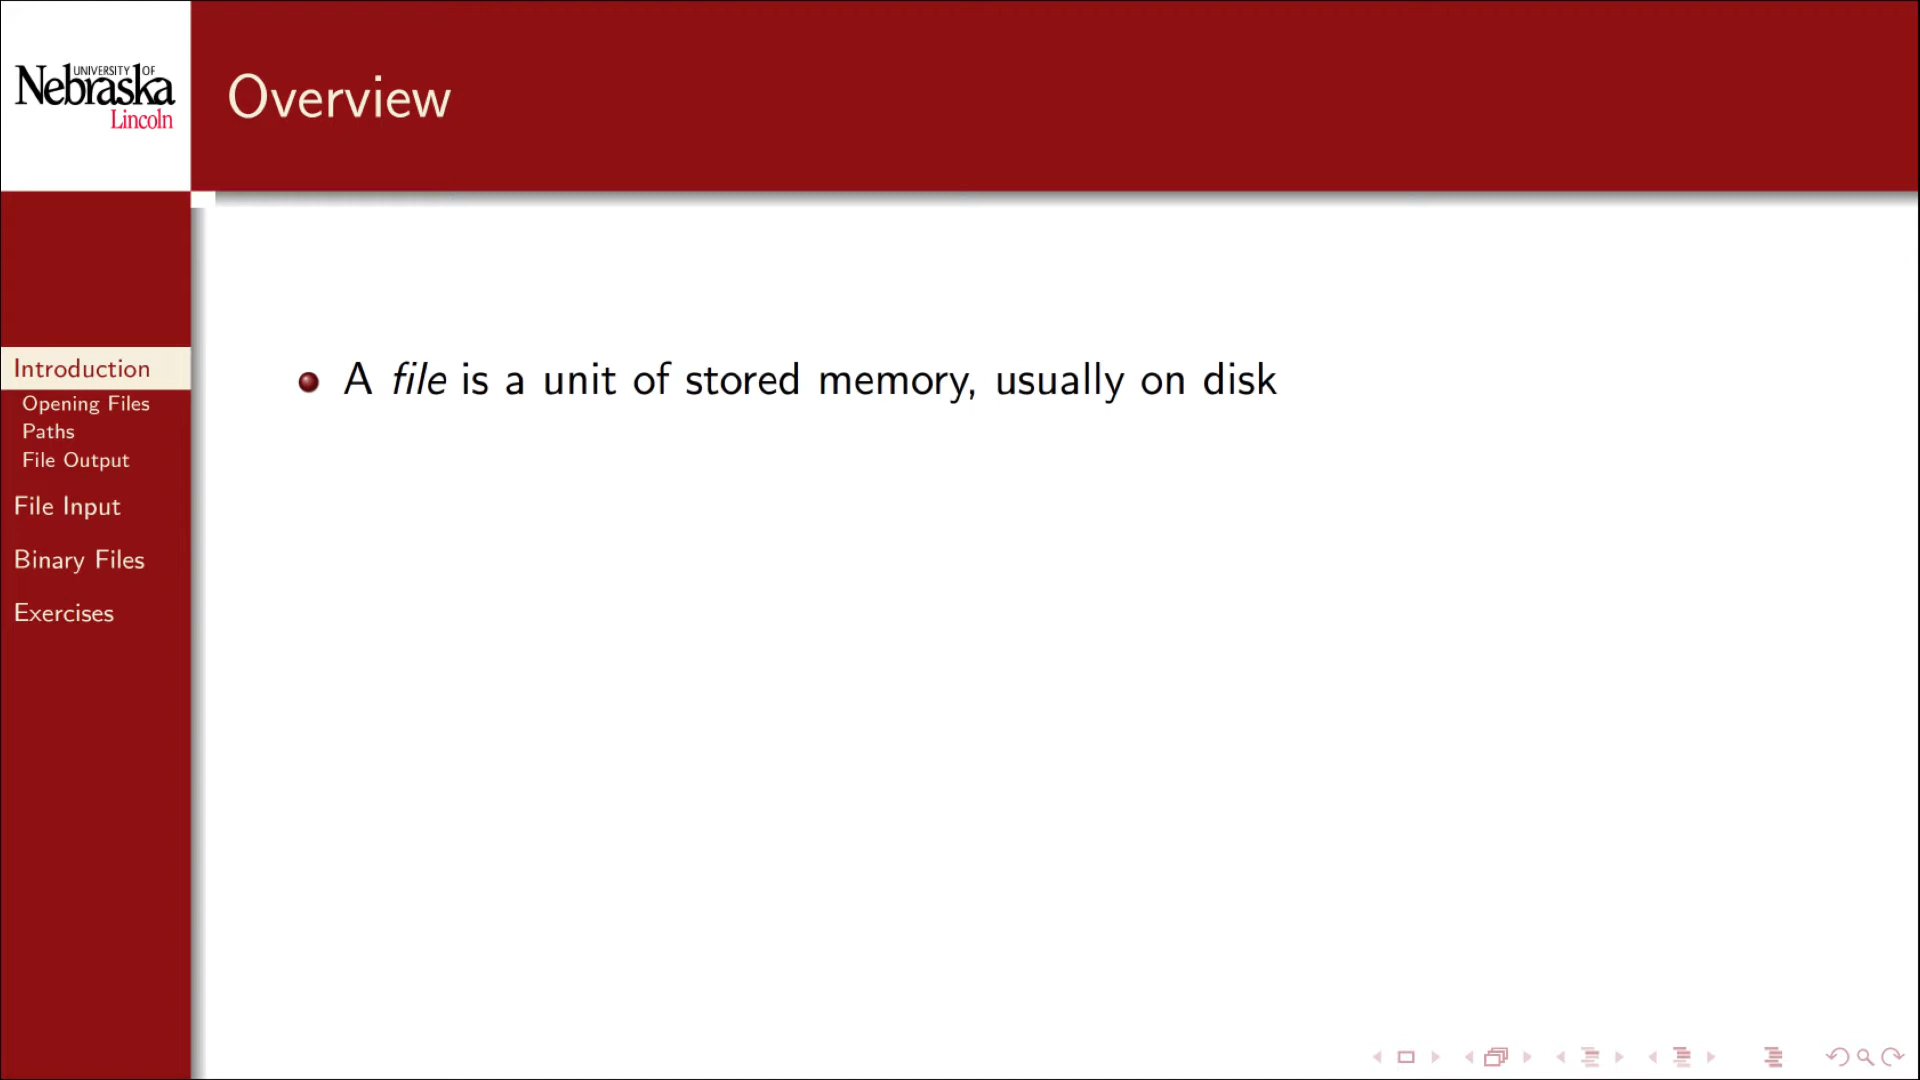 UNIVERSITY OF
Nebraska
Lincoln
Overview
Introduction
Opening Files
Paths
File Output
File Input
Binary Files
Exercises
A file is a unit of stored memory, usually on disk